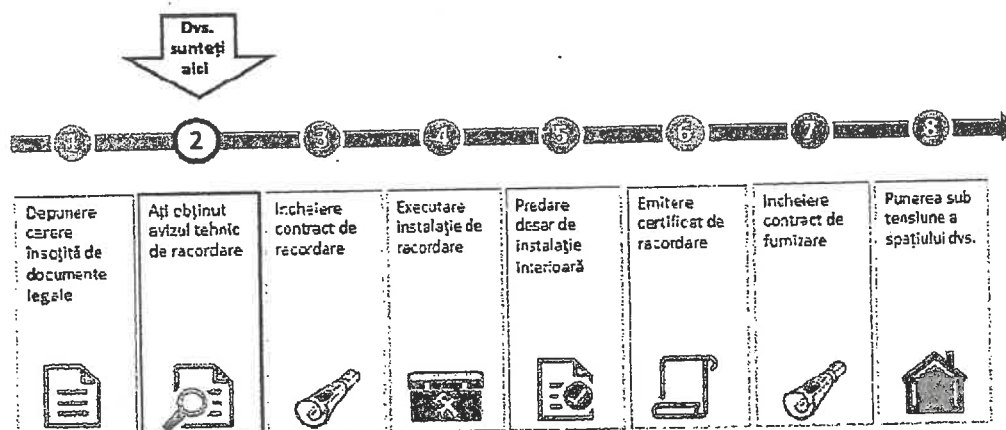 Dvs.
sunteți
aici
1
2
3
4
5
6
7
8
Depunere
cerere
însoțită de
documente
legale
Ați obținut
avizul tehnic
de racordare
Incheiere
contract de
racordare
Executare
instalație de
racordare
Predare
dosar de
instalație
interioară
Emitere
certificat de
racordare
Incheiere
contract de
furnizare
Punerea sub
tensiune a
spațiului dvs.